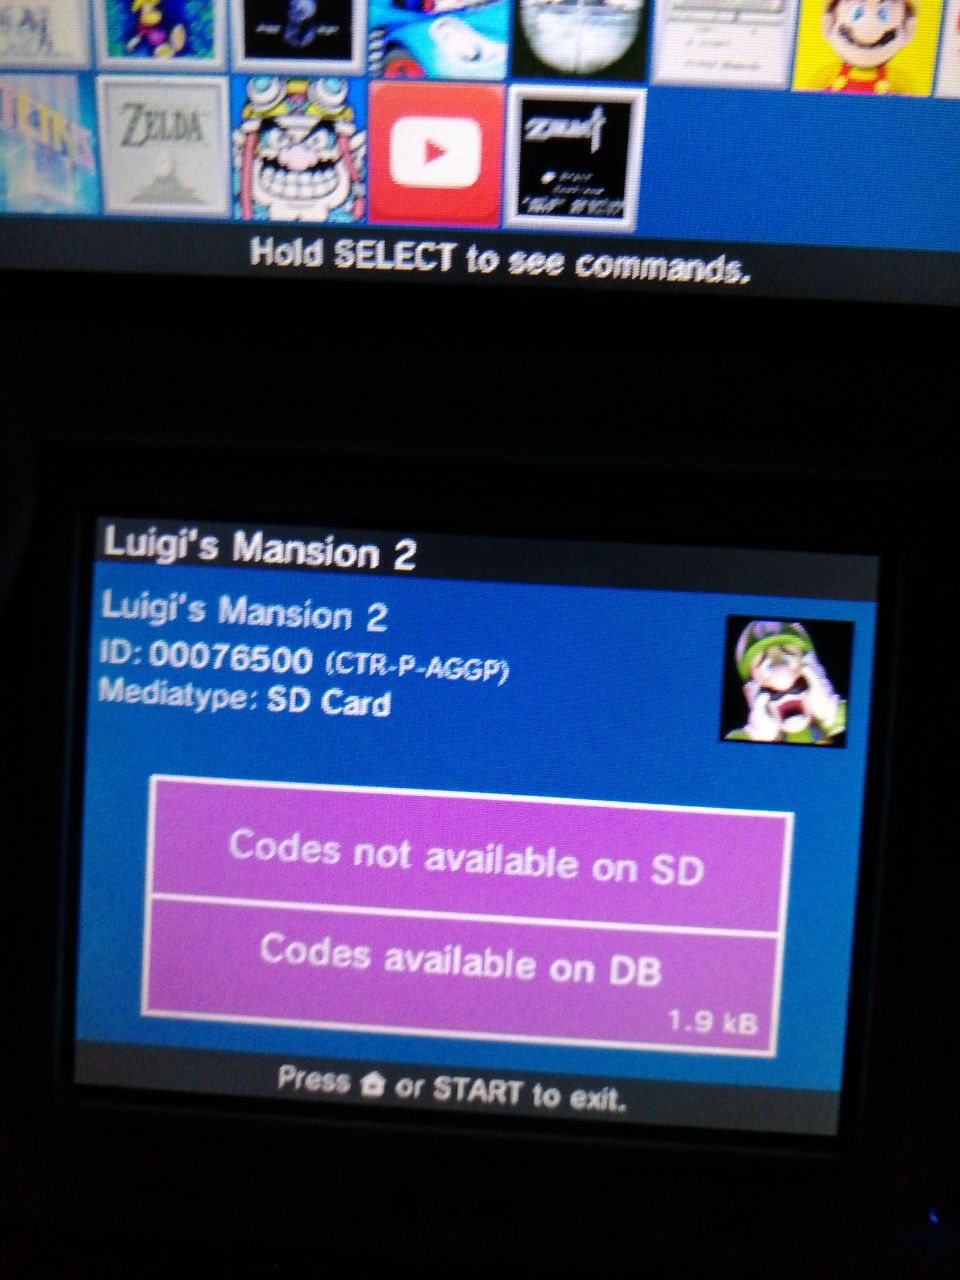 TETRIS
ZELDA
Hold SELECT to see commands.
Luigi's Mansion 2
Luigi's Mansion 2
ID: 00076500 (CTR-P-AGGP)
Mediatype: SD Card
Codes not available on SD
Codes available on DB
1.9 kB
Press or START to exit.